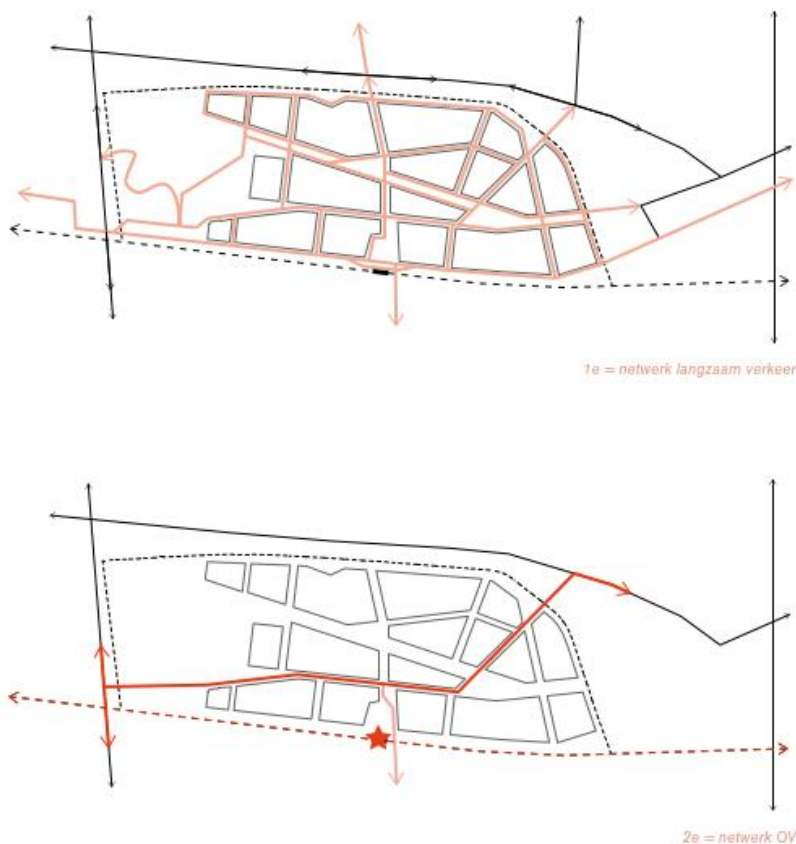 1e = netwerk langzaam verkeer
2e = netwerk OV